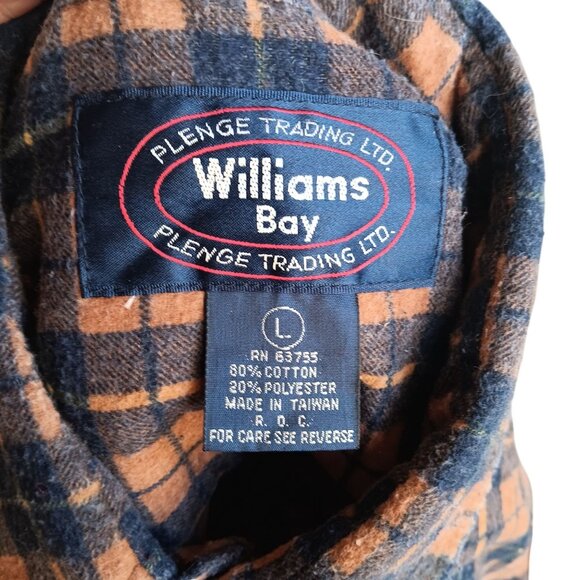 PLENGE TRADING LTD.
Williams
Bay
PLENGE TRADING LTD.
L
RN 63755
80% COTTON
20% POLYESTER
MADE IN TAIWAN
R. O. C.
FOR CARE SEE REVERSE